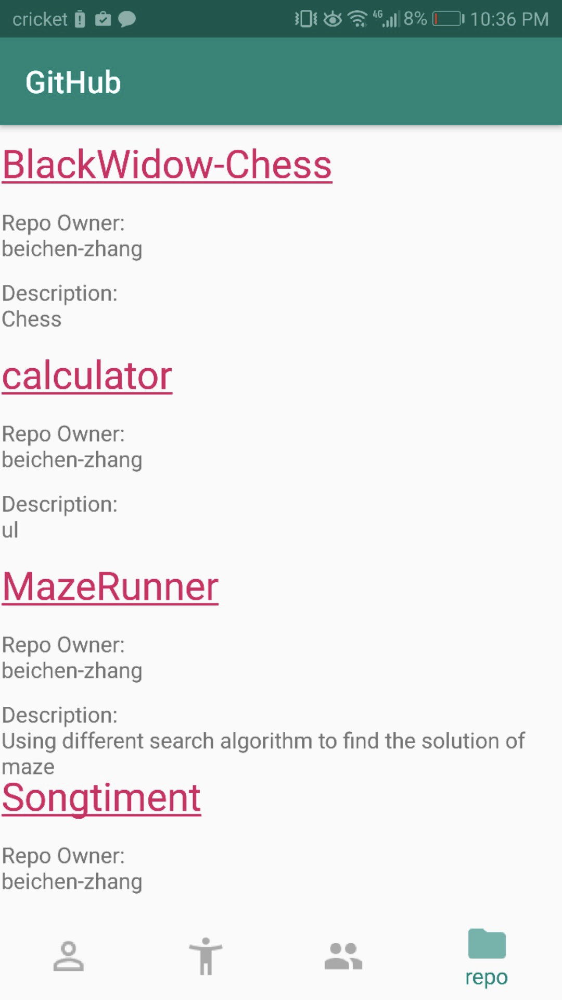 cricket 4G 8% 10:36 PM
GitHub
BlackWidow-Chess
Repo Owner:
beichen-zhang
Description:
Chess
calculator
Repo Owner:
beichen-zhang
Description:
ul
MazeRunner
Repo Owner:
beichen-zhang
Description:
Using different search algorithm to find the solution of
maze
Songtiment
Repo Owner:
beichen-zhang
repo